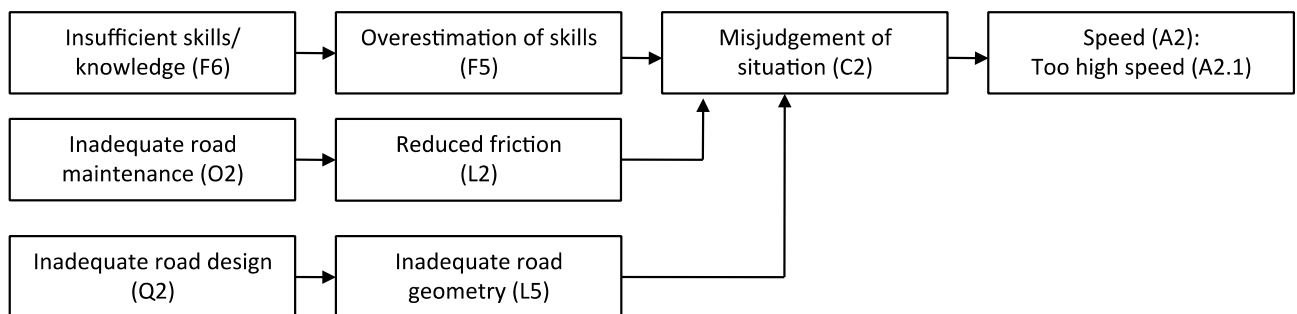 Insufficient skills/
knowledge (F6)
Overestimation of skills
(F5)
Misjudgement of
situation (C2)
Speed (A2):
Too high speed (A2.1)
Inadequate road
maintenance (O2)
Reduced friction
(L2)
Inadequate road design
(Q2)
Inadequate road
geometry (L5)